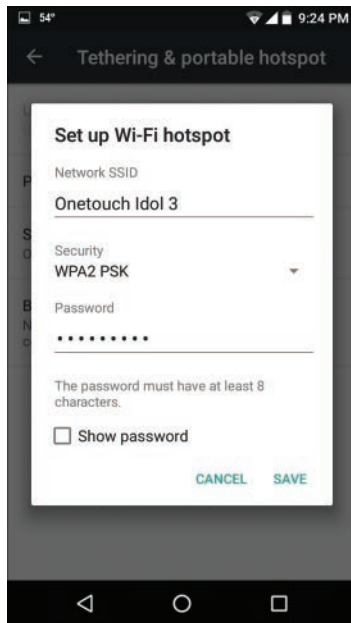 54° 9:24 PM
Tethering & portable hotspot
Set up Wi-Fi hotspot
Network SSID
Onetouch Idol 3
Security
WPA2 PSK
Password
•••••••••
The password must have at least 8
characters.
Show password
CANCEL SAVE